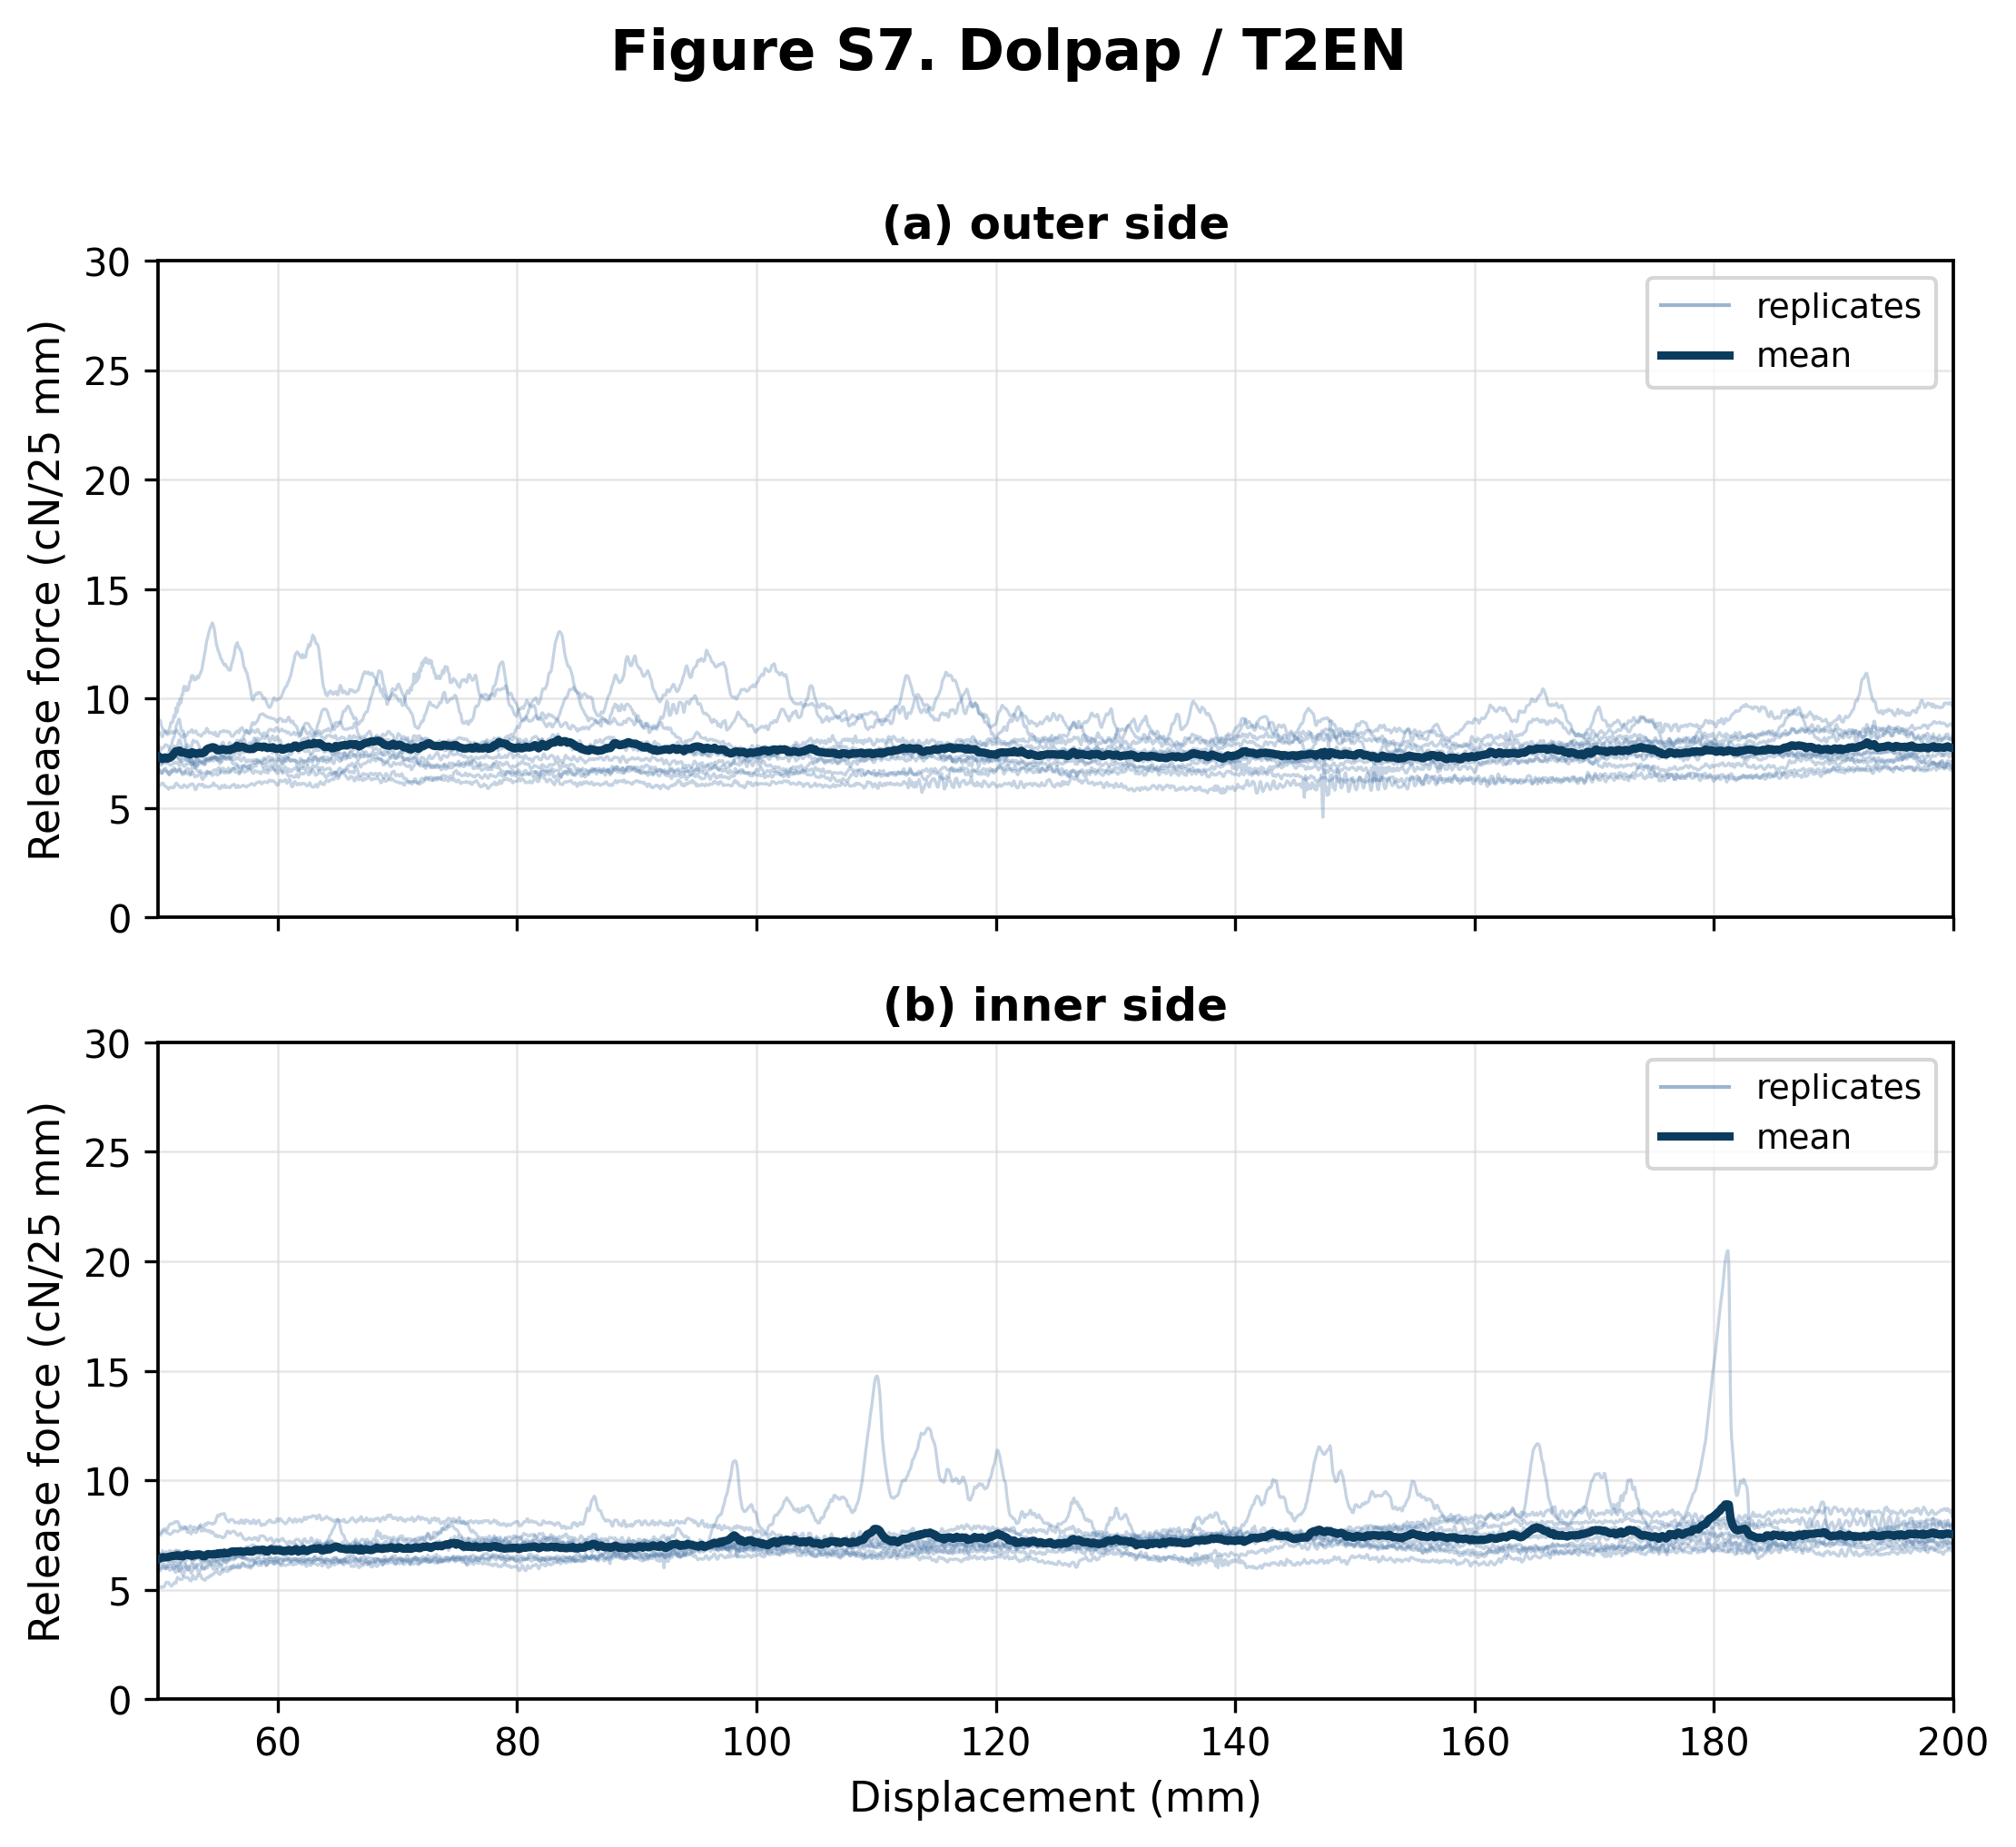 Figure S7. Dolpap / T2EN
(a) outer side
30
25
20
15
10
5
0
Release force (cN/25 mm)
replicates
mean
(b) inner side
30
25
20
15
10
5
0
Release force (cN/25 mm)
replicates
mean
60 80 100 120 140 160 180 200
Displacement (mm)